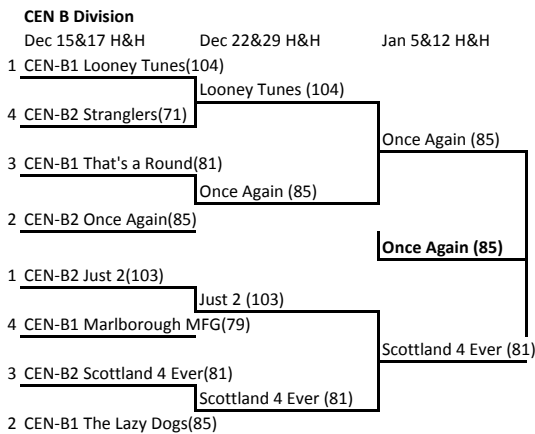 CEN B Division
Dec 15&17 H&H Dec 22&29 H&H Jan 5&12 H&H
1 CEN-B1 Looney Tunes(104)
Looney Tunes (104)
4 CEN-B2 Stranglers(71)
Once Again (85)
3 CEN-B1 That's a Round(81)
Once Again (85)
2 CEN-B2 Once Again(85)
Once Again (85)
1 CEN-B2 Just 2(103)
Just 2 (103)
4 CEN-B1 Marlborough MFG(79)
Scottland 4 Ever (81)
3 CEN-B2 Scottland 4 Ever(81)
Scottland 4 Ever (81)
2 CEN-B1 The Lazy Dogs(85)